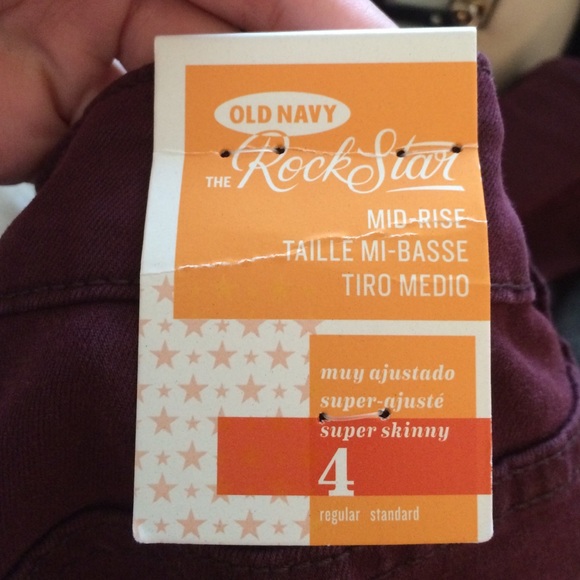 OLD NAVY
THE RockStar
MID-RISE
TAILLE MI-BASSE
TIRO MEDIO
muy ajustado
super-ajusté
super skinny
4
regular standard